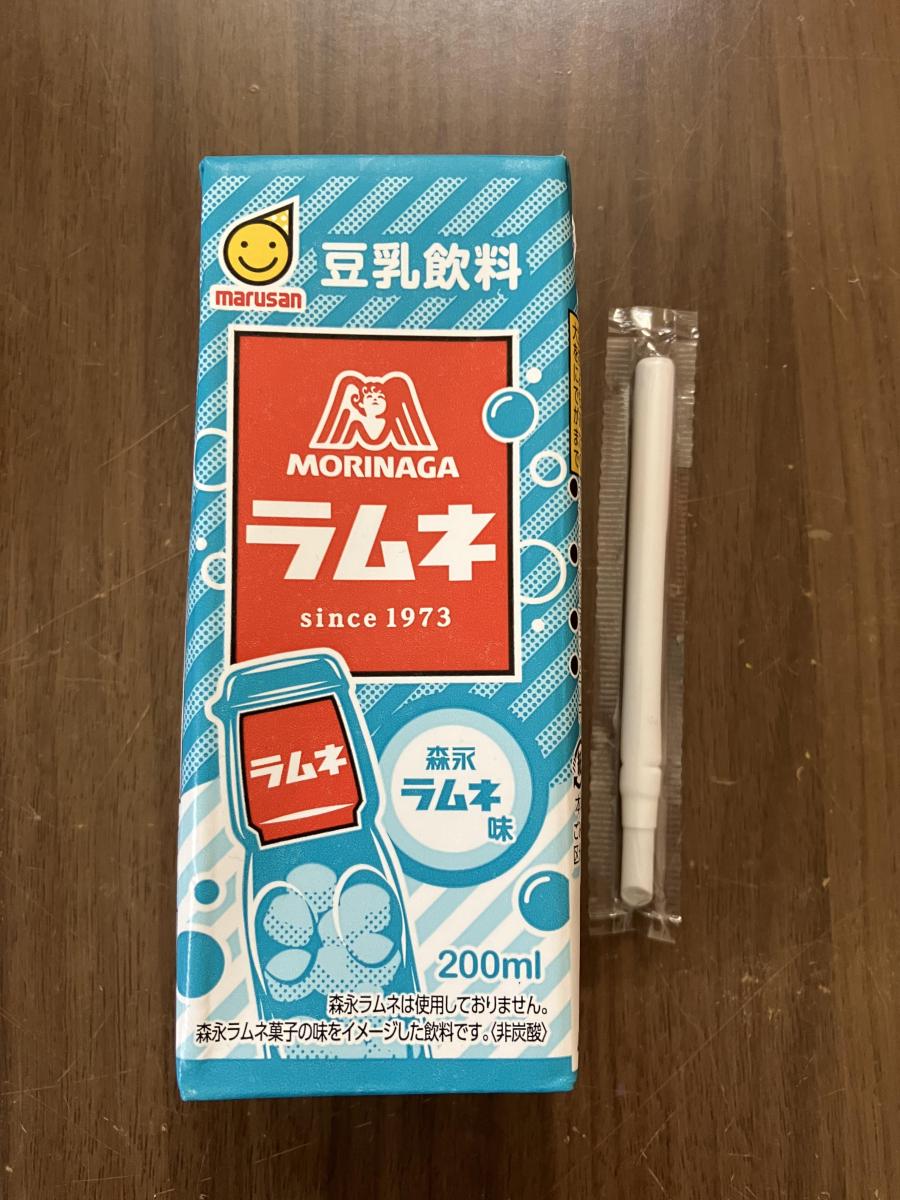 marusan
豆乳飲料
MORINAGA
ラムネ
since 1973
ラムネ
森永
ラムネ
味
200ml
森永ラムネは使用しておりません。
森永ラムネ菓子の味をイメージした飲料です。〈非炭酸〉